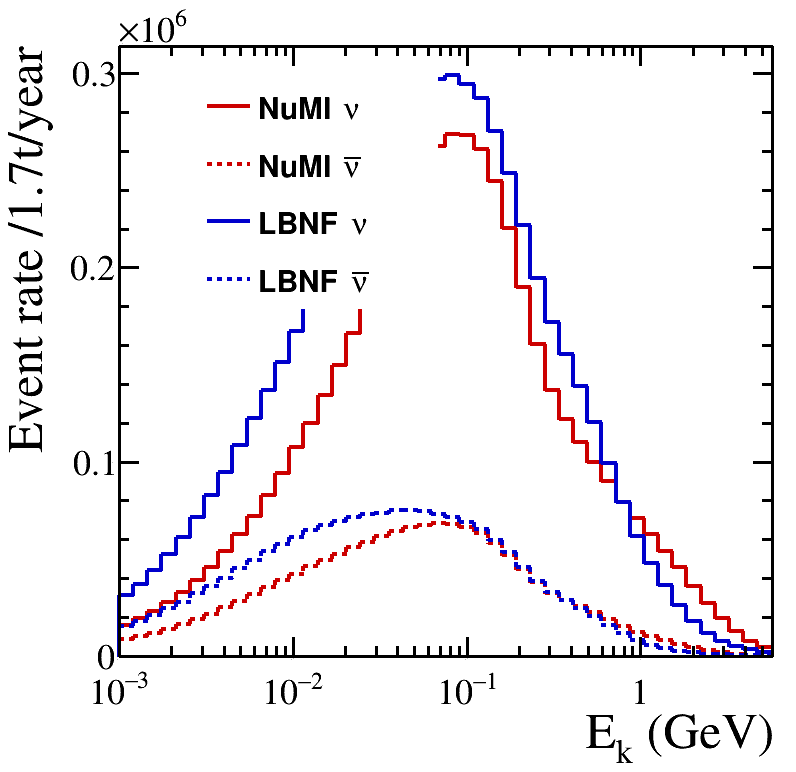 ×10⁶
Event rate /1.7t/year
0.3
0.2
0.1
0
NuMI ν
NuMI ν̅
LBNF ν
LBNF ν̅
10⁻³ 10⁻² 10⁻¹ 1
Eₖ (GeV)